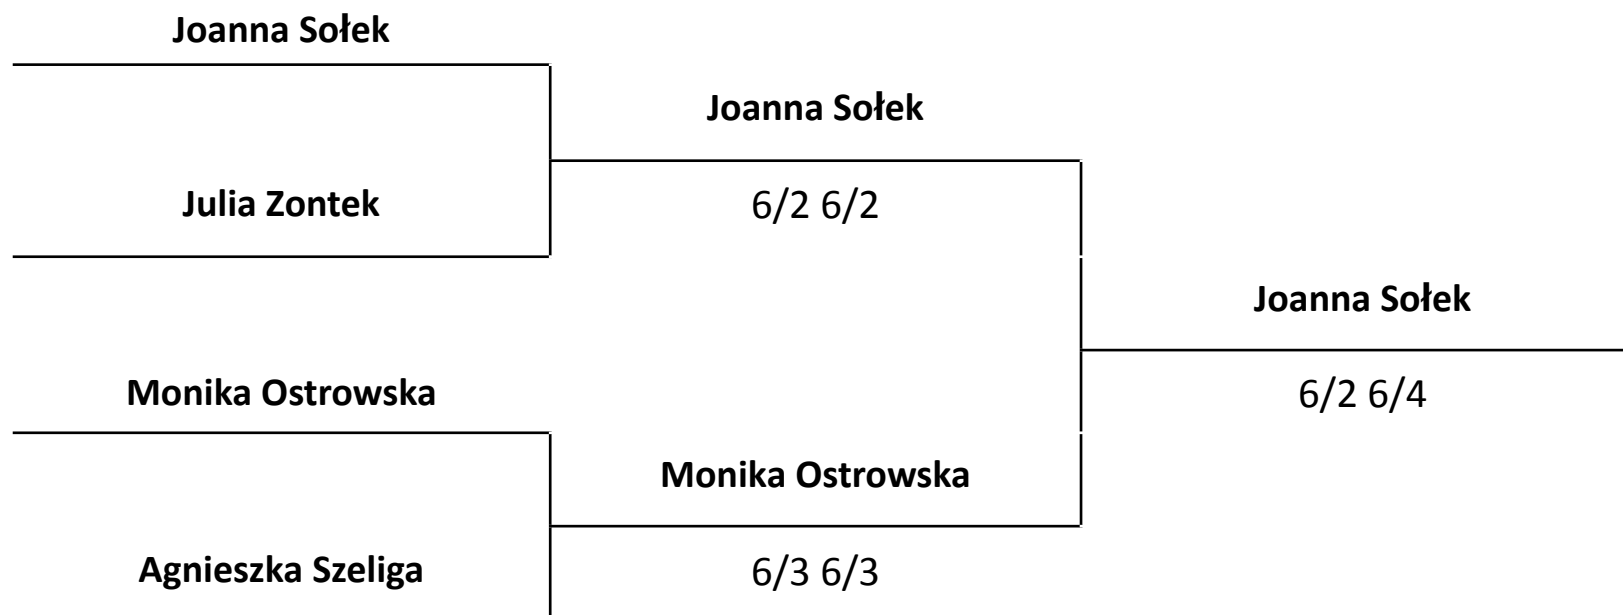 Joanna Sołek
Joanna Sołek
Julia Zontek
6/2 6/2
Joanna Sołek
Monika Ostrowska
6/2 6/4
Monika Ostrowska
Agnieszka Szeliga
6/3 6/3